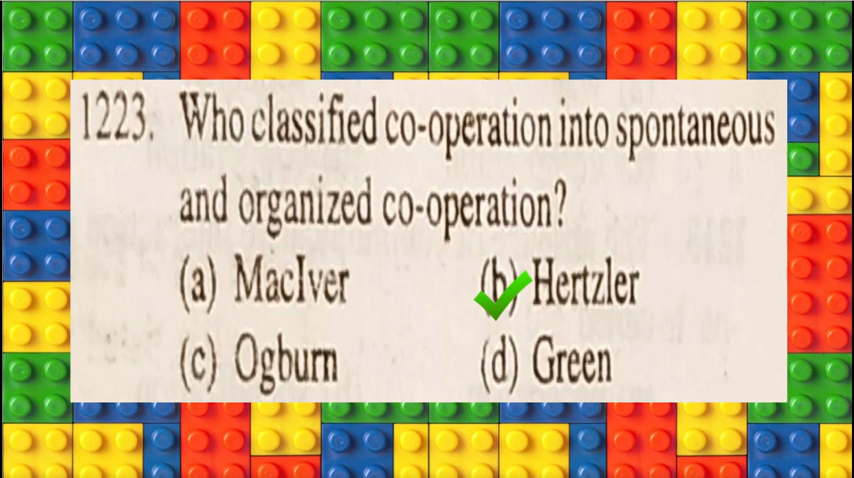 1223. Who classified co-operation into spontaneous
and organized co-operation?
(a) MacIver (b) Hertzler
(c) Ogburn (d) Green